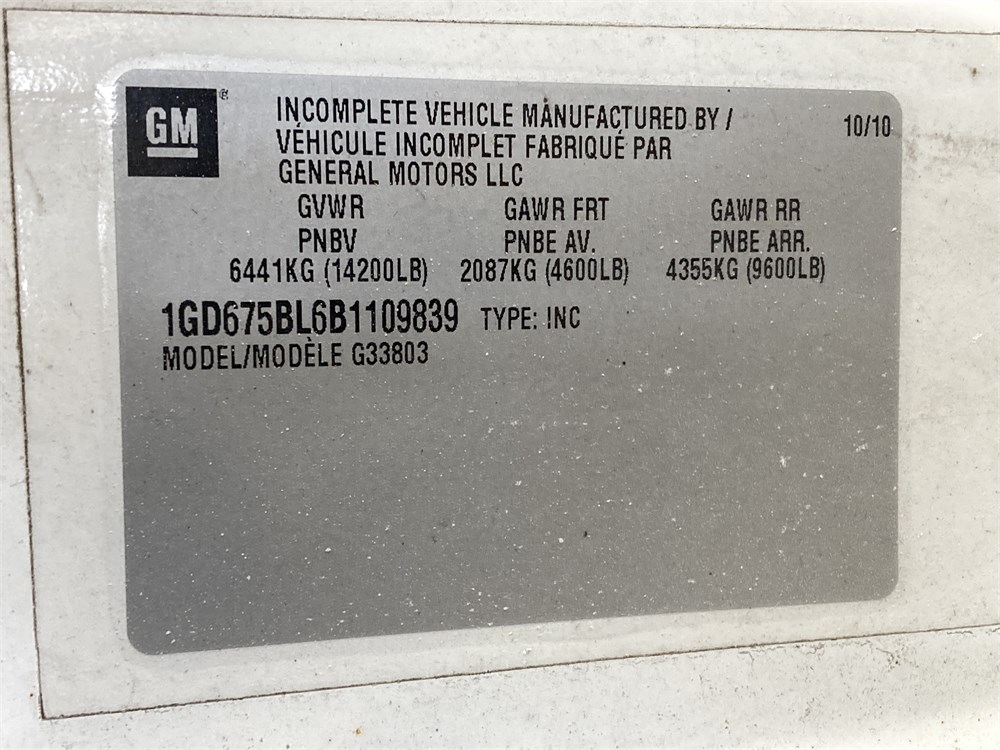 GM®
INCOMPLETE VEHICLE MANUFACTURED BY /
VÉHICULE INCOMPLET FABRIQUÉ PAR
GENERAL MOTORS LLC
10/10
GVWR GAWR FRT GAWR RR
PNBV PNBE AV. PNBE ARR.
6441KG (14200LB) 2087KG (4600LB) 4355KG (9600LB)
1GD675BL6B1109839 TYPE: INC
MODEL/MODÈLE G33803